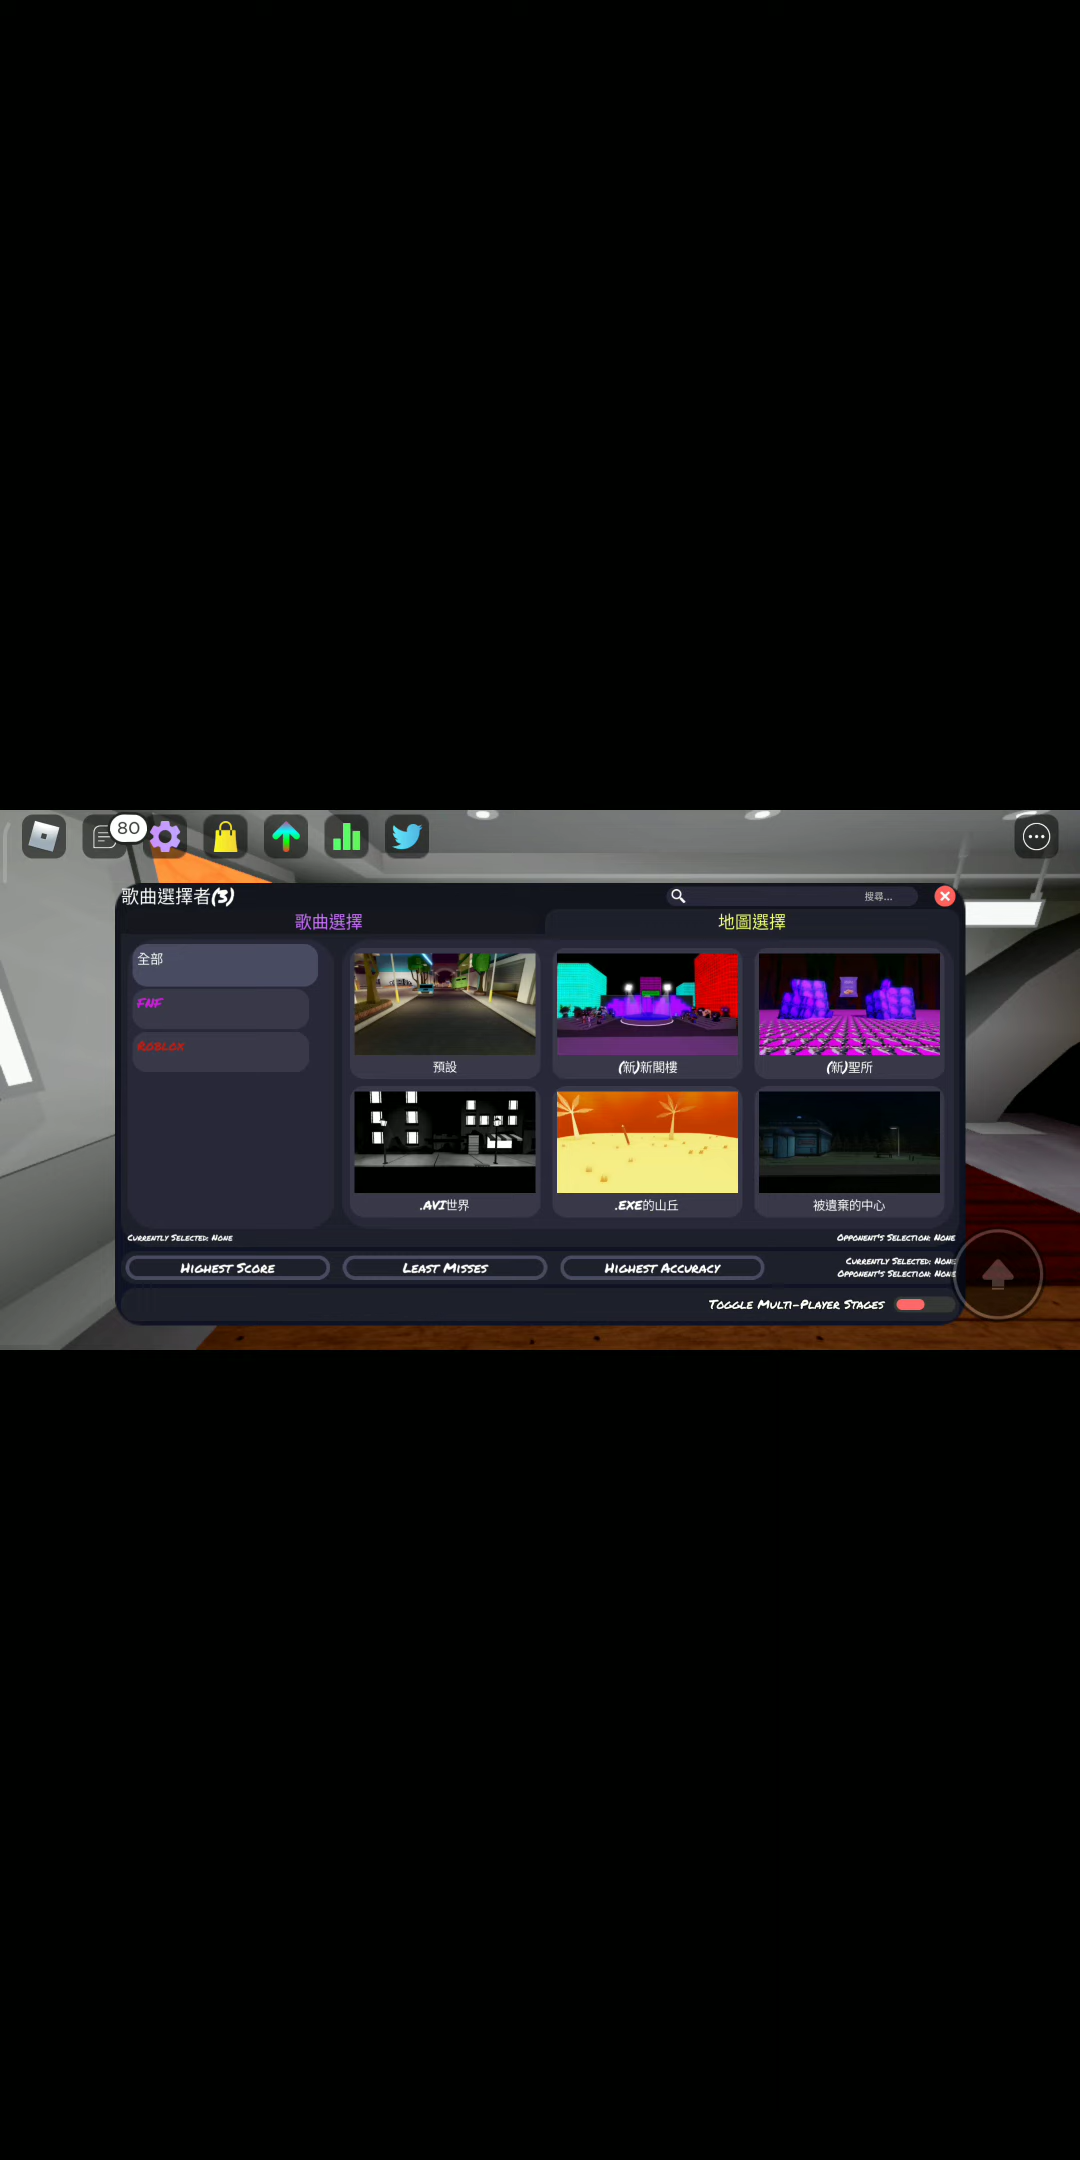 80
歌曲選擇者(3)
搜尋...
歌曲選擇
地圖選擇
全部
FNF
Roblox
預設
(新)新閣樓
(新)聖所
.AVI世界
.EXE的山丘
被遺棄的中心
Currently Selected: None
Opponent's Selection: None
Highest Score
Least Misses
Highest Accuracy
Currently Selected: None
Opponent's Selection: None
Toggle Multi-Player Stages